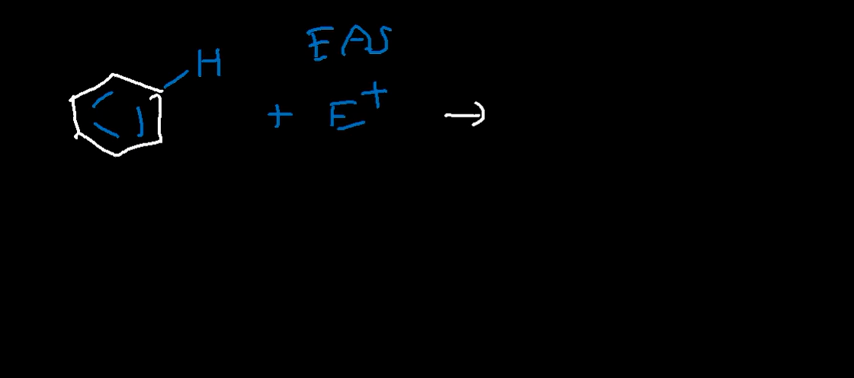 EAS
H
+ E+ →